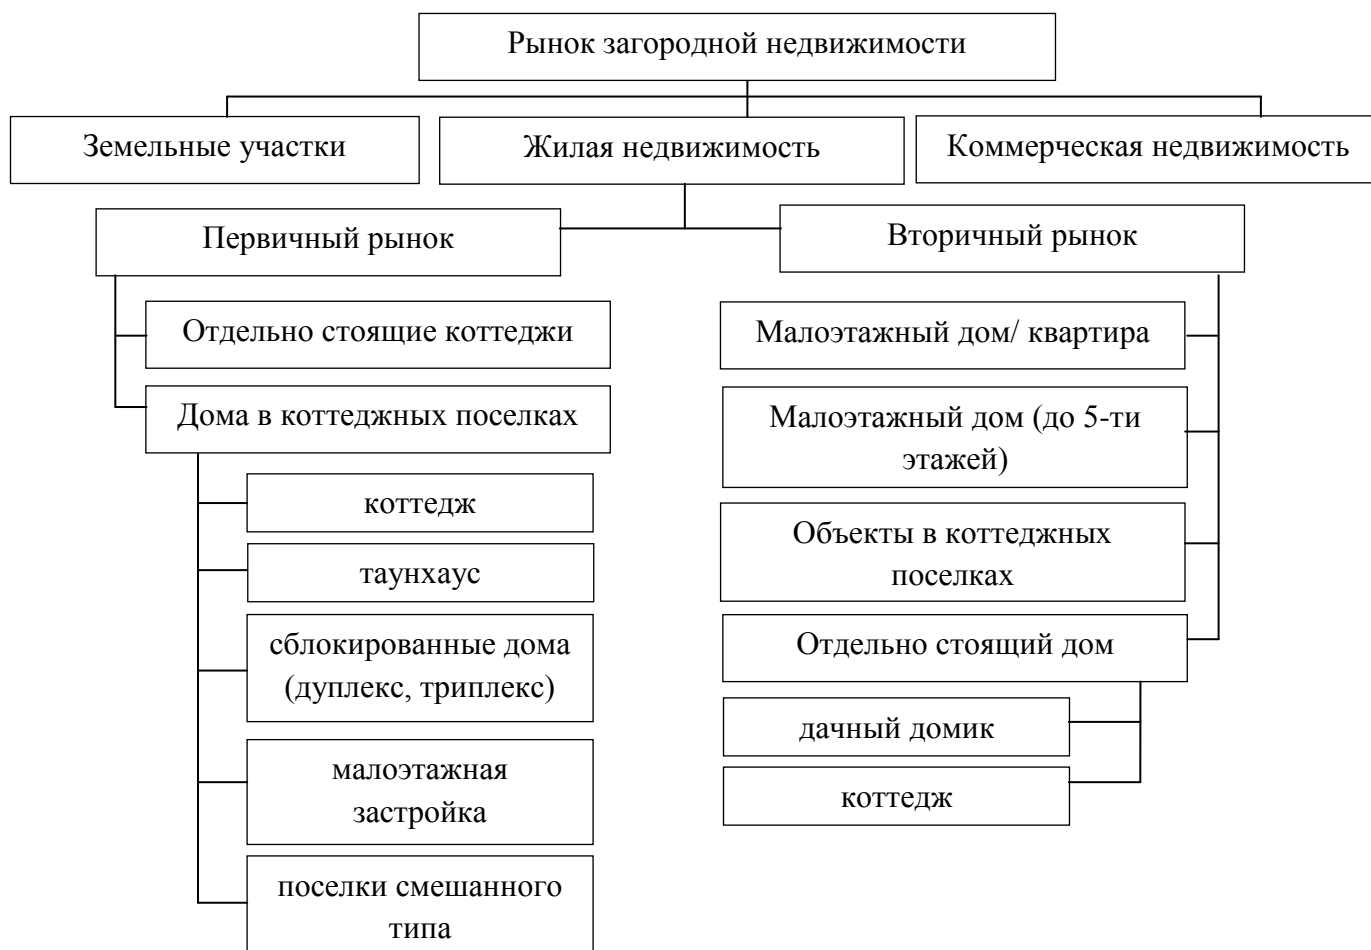 Рынок загородной недвижимости
Земельные участки
Жилая недвижимость
Коммерческая недвижимость
Первичный рынок
Вторичный рынок
Отдельно стоящие коттеджи
Дома в коттеджных поселках
коттедж
таунхаус
сблокированные дома
(дуплекс, триплекс)
малоэтажная
застройка
поселки смешанного
типа
Малоэтажный дом/ квартира
Малоэтажный дом (до 5-ти
этажей)
Объекты в коттеджных
поселках
Отдельно стоящий дом
дачный домик
коттедж